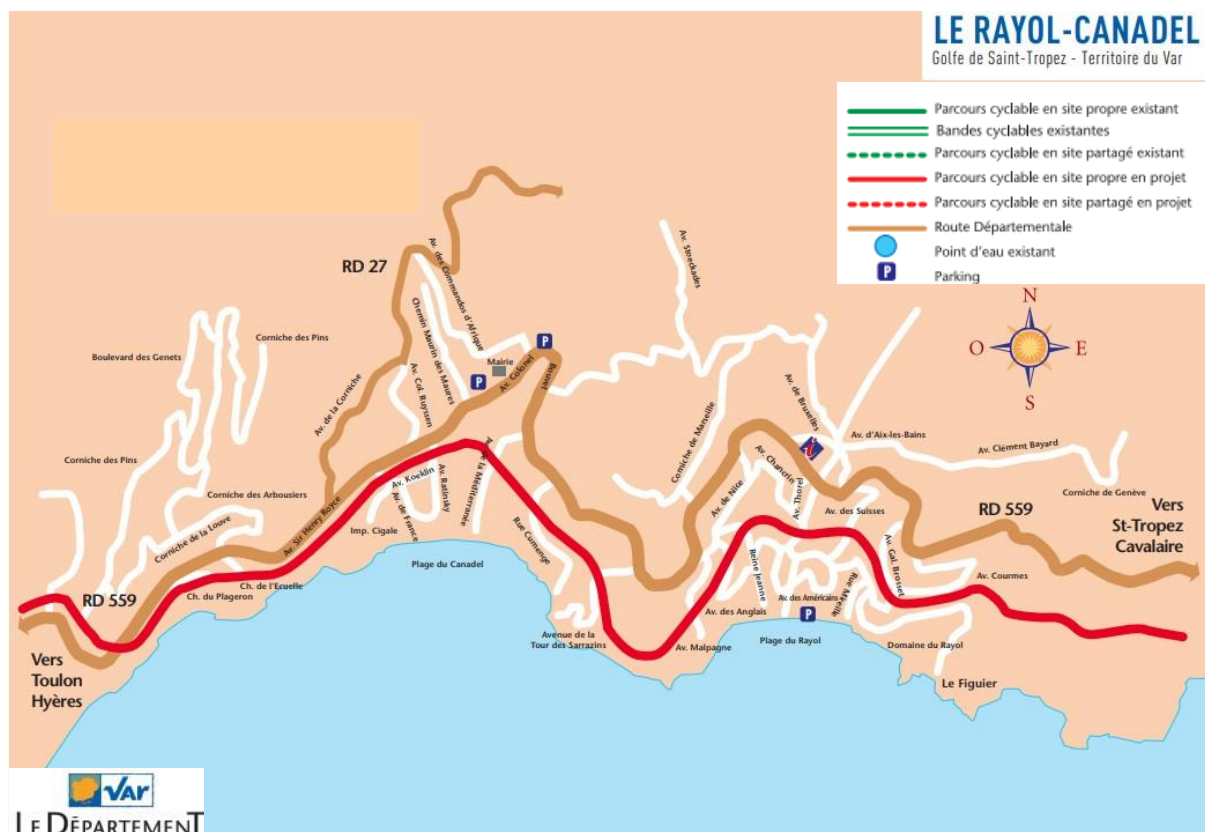 LE RAYOL-CANADEL
Golfe de Saint-Tropez - Territoire du Var
Parcours cyclable en site propre existant
Bandes cyclables existantes
Parcours cyclable en site partagé existant
Parcours cyclable en site propre en projet
Parcours cyclable en site partagé en projet
Route Départementale
Point d'eau existant
P
Parking
N
O
E
S
RD 27
Av. des Commandos d'Afrique
Av. Stoeckades
Chemin Maurin des Maures
Mairie
P
P
Av. Colonel
Bonnet
Corniche des Pins
Boulevard des Genets
Av. de la Corniche
Av. Col. Ruyssen
Corniche des Pins
Corniche des Arbousiers
Corniche de la Louve
Av. Sir Henry Royce
Av. Koeklin
Av. de France
Av. Ratinsky
Av. de la Méditerranée
Imp. Cigale
Rue Cumenge
Plage du Canadel
Ch. de l'Ecuelle
Ch. du Plageron
RD 559
Vers
Toulon
Hyères
Corniche de Marseille
Av. de Bruxelles
i
Av. d'Aix-les-Bains
Av. Clément Bayard
Corniche de Genève
Av. de Nice
Av. Chancrin
Av. Tharel
Av. des Suisses
RD 559
Vers
St-Tropez
Cavalaire
Av. Gal. Brosset
Av. Courmes
Reine Jeanne
Av. des Américains
Rue Mireille
Av. des Anglais
P
Avenue de la
Tour des Sarrazins
Av. Malpagne
Plage du Rayol
Domaine du Rayol
Le Figuier
VAR
LE DÉPARTEMENT